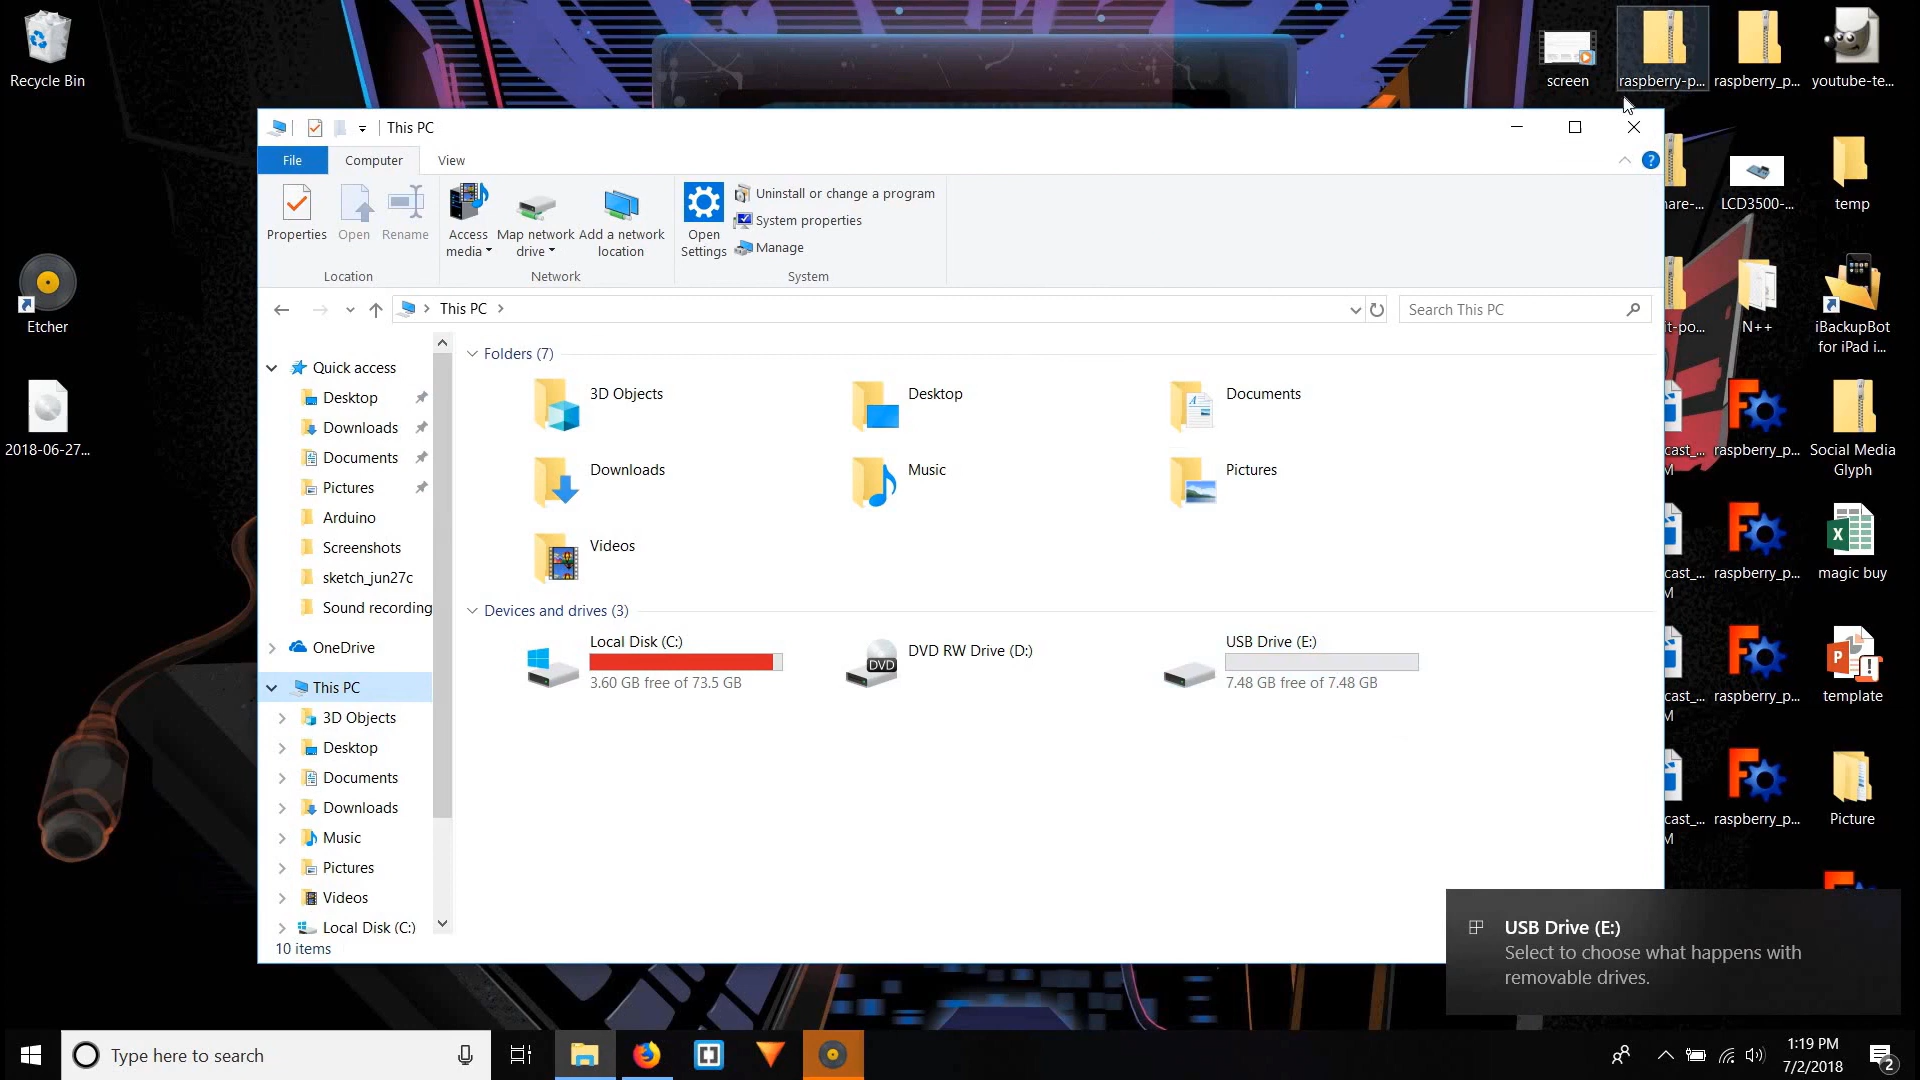 Recycle Bin
Etcher
2018-06-27...
This PC
File
Computer
View
Properties
Open
Rename
Location
Access
media
Map network
drive
Add a network
location
Network
Open
Settings
Uninstall or change a program
System properties
Manage
System
?
This PC
Search This PC
Quick access
Desktop
Downloads
Documents
Pictures
Arduino
Screenshots
sketch_jun27c
Sound recording
OneDrive
This PC
3D Objects
Desktop
Documents
Downloads
Music
Pictures
Videos
Local Disk (C:)
10 items
Folders (7)
3D Objects
Desktop
Documents
Downloads
Music
Pictures
Videos
Devices and drives (3)
Local Disk (C:)
3.60 GB free of 73.5 GB
DVD
DVD RW Drive (D:)
USB Drive (E:)
7.48 GB free of 7.48 GB
screen
raspberry-p...
raspberry_p...
youtube-te...
LCD3500-...
temp
N++
iBackupBot
for iPad i...
raspberry_p...
Social Media
Glyph
raspberry_p...
magic buy
raspberry_p...
template
raspberry_p...
Picture
USB Drive (E:)
Select to choose what happens with
removable drives.
Type here to search
1:19 PM
7/2/2018
2